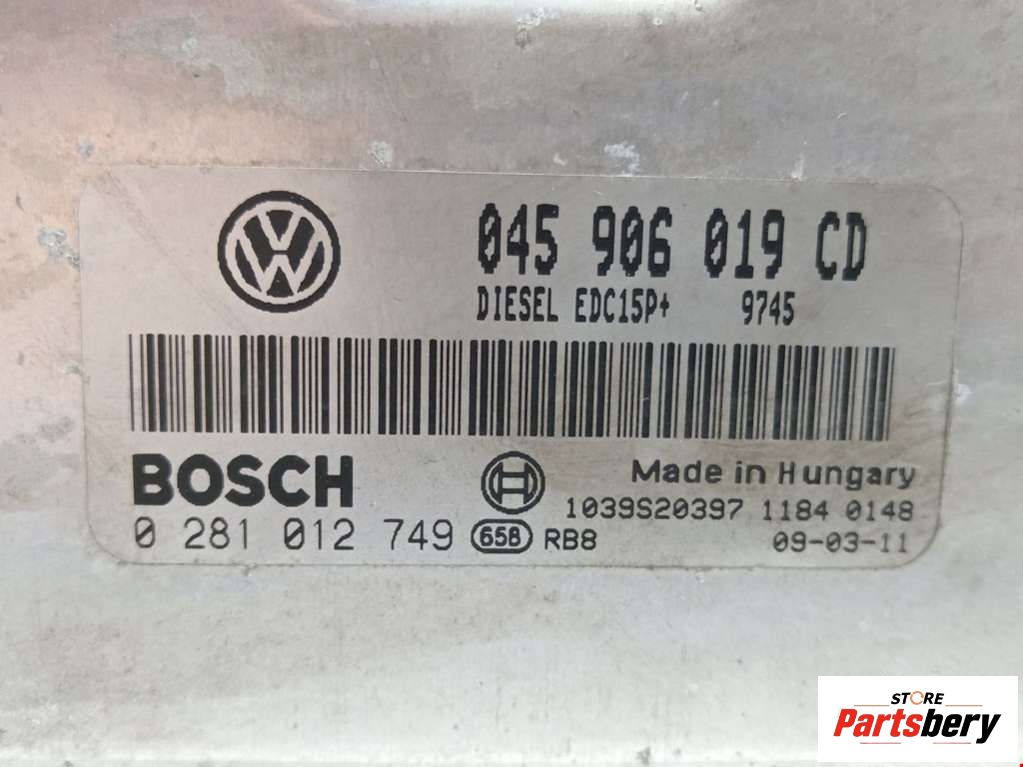 045 906 019 CD
DIESEL EDC15P+ 9745
BOSCH
Made in Hungary
1039S20397 1184 0148
0 281 012 749 658 RB8 09-03-11
STORE
Partsbery